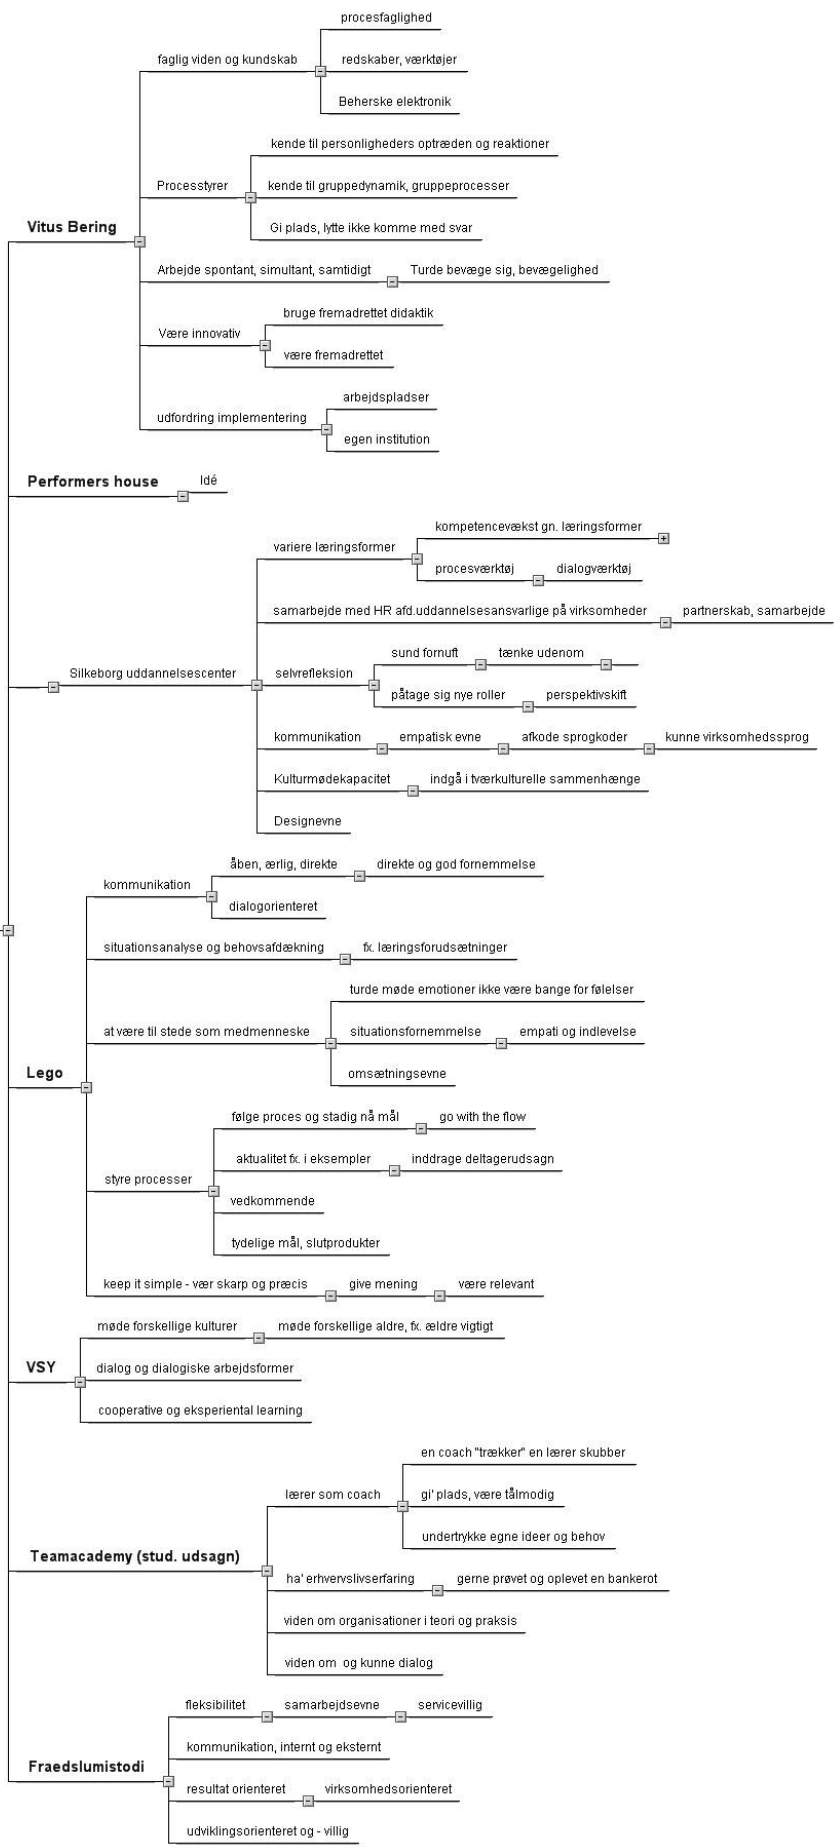 procesfaglighed
faglig viden og kundskab
redskaber, værktøjer
Beherske elektronik
kende til personligheders optræden og reaktioner
Processtyrer
kende til gruppedynamik, gruppeprocesser
Gi plads, lytte ikke komme med svar
Vitus Bering
Arbejde spontant, simultant, samtidigt
Turde bevæge sig, bevægelighed
bruge fremadrettet didaktik
Være innovativ
være fremadrettet
arbejdspladser
udfordring implementering
egen institution
Performers house
Idé
kompetencevækst gn. læringsformer
variere læringsformer
procesværktøj
dialogværktøj
samarbejde med HR afd.uddannelsesansvarlige på virksomheder
partnerskab, samarbejde
sund fornuft
tænke udenom
Silkeborg uddannelsescenter
selvrefleksion
påtage sig nye roller
perspektivskift
kommunikation
empatisk evne
afkode sprogkoder
kunne virksomhedssprog
Kulturmødekapacitet
indgå i tværkulturelle sammenhænge
Designevne
åben, ærlig, direkte
direkte og god fornemmelse
kommunikation
dialogorienteret
situationsanalyse og behovsafdækning
fx. læringsforudsætninger
turde møde emotioner ikke være bange for følelser
at være til stede som medmenneske
situationsfornemmelse
empati og indlevelse
omsætningsevne
Lego
følge proces og stadig nå mål
go with the flow
aktualitet fx. i eksempler
inddrage deltagerudsagn
styre processer
vedkommende
tydelige mål, slutprodukter
keep it simple - vær skarp og præcis
give mening
være relevant
møde forskellige kulturer
møde forskellige aldre, fx. ældre vigtigt
VSY
dialog og dialogiske arbejdsformer
cooperative og eksperiental learning
en coach "trækker" en lærer skubber
lærer som coach
gi' plads, være tålmodig
undertrykke egne ideer og behov
Teamacademy (stud. udsagn)
ha' erhvervslivserfaring
gerne prøvet og oplevet en bankerot
viden om organisationer i teori og praksis
viden om og kunne dialog
fleksibilitet
samarbejdsevne
servicevillig
kommunikation, internt og eksternt
Fraedslumistodi
resultat orienteret
virksomhedsorienteret
udviklingsorienteret og - villig